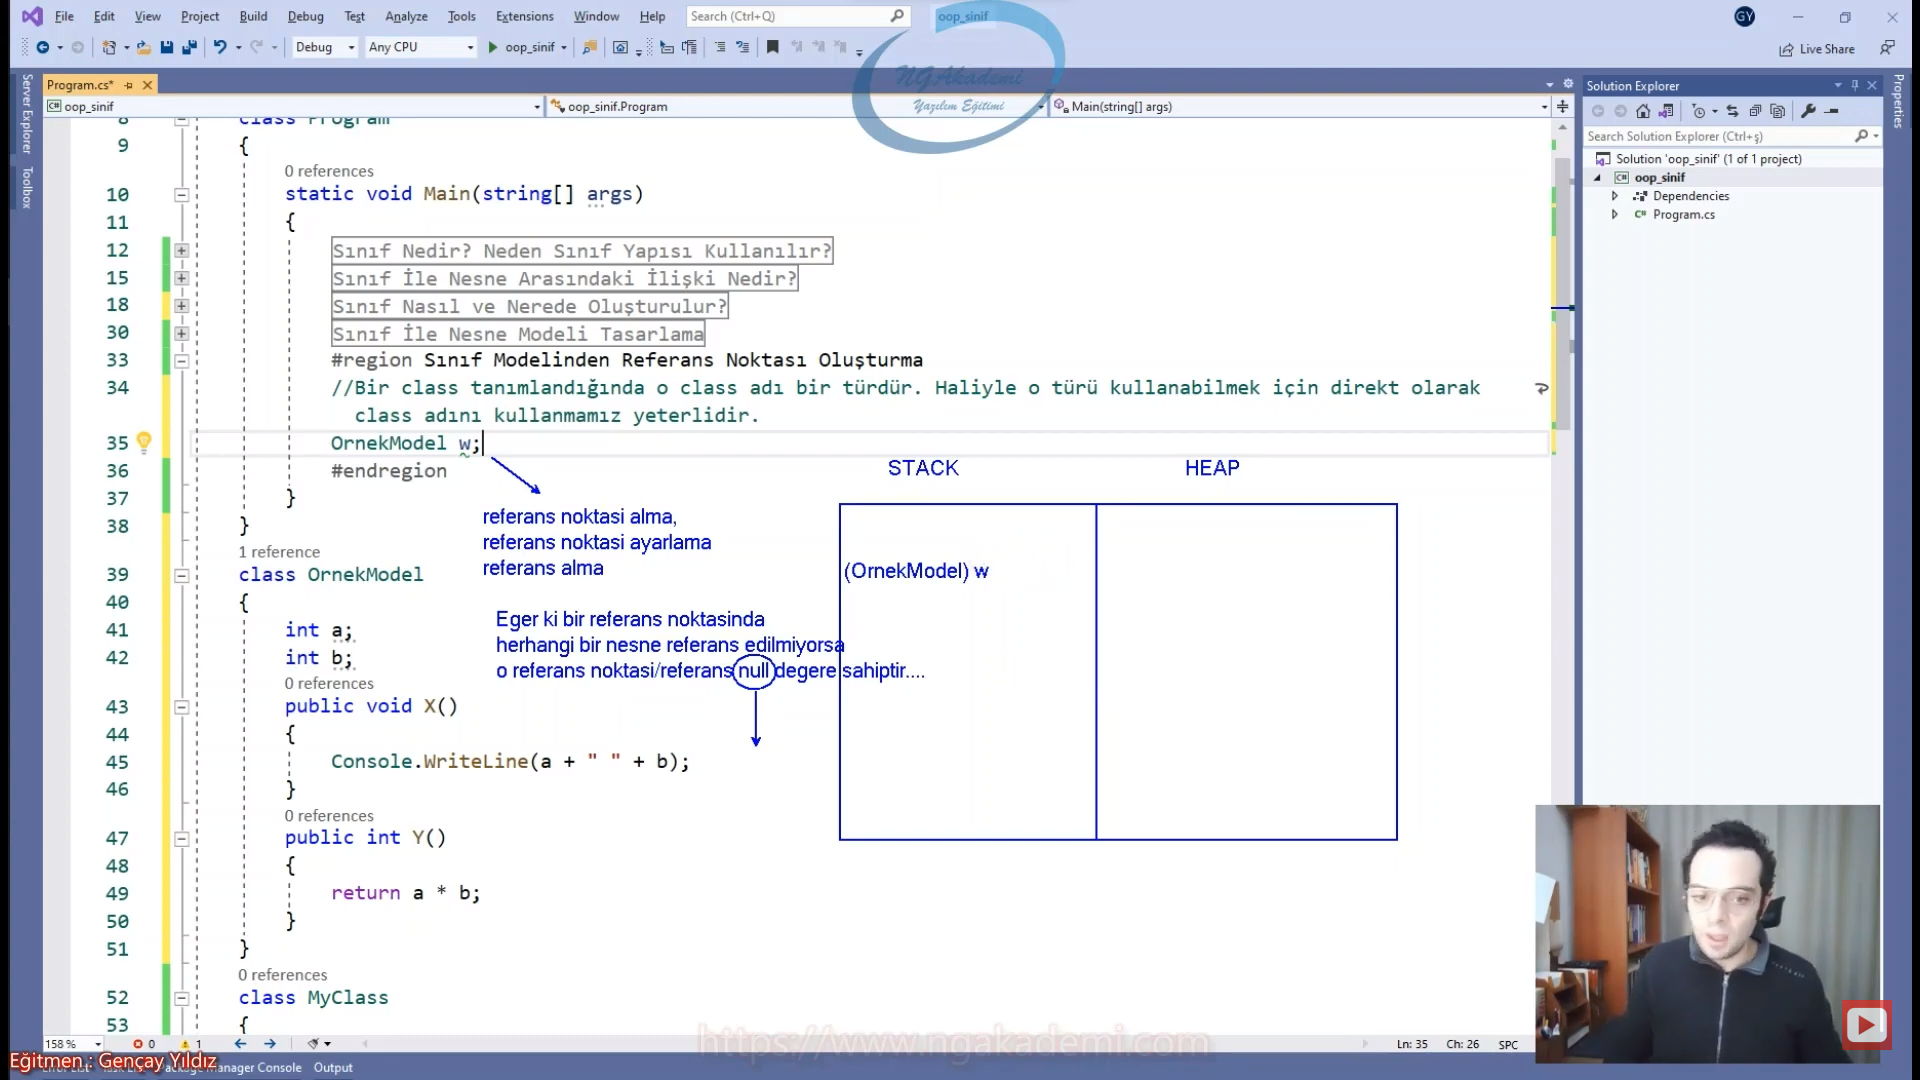 File Edit View Project Build Debug Test Analyze Tools Extensions Window Help Search (Ctrl+Q) oop_sinif GY
Debug Any CPU oop_sinif Live Share
NGAkademi
Yazılım Eğitimi
Server Explorer
Toolbox
Properties
Program.cs*
oop_sinif oop_sinif.Program Main(string[] args)
Solution Explorer
Search Solution Explorer (Ctrl+ş)
Solution 'oop_sinif' (1 of 1 project)
oop_sinif
Dependencies
Program.cs
8 class Program
9 {
0 references
10 static void Main(string[] args)
11 {
12 Sınıf Nedir? Neden Sınıf Yapısı Kullanılır?
15 Sınıf İle Nesne Arasındaki İlişki Nedir?
18 Sınıf Nasıl ve Nerede Oluşturulur?
30 Sınıf İle Nesne Modeli Tasarlama
33 #region Sınıf Modelinden Referans Noktası Oluşturma
34 //Bir class tanımlandığında o class adı bir türdür. Haliyle o türü kullanabilmek için direkt olarak
class adını kullanmamız yeterlidir.
35 OrnekModel w;
36 #endregion
37 }
38 }
1 reference
39 class OrnekModel
40 {
41 int a;
42 int b;
0 references
43 public void X()
44 {
45 Console.WriteLine(a + " " + b);
46 }
0 references
47 public int Y()
48 {
49 return a * b;
50 }
51 }
0 references
52 class MyClass
53 {
STACK HEAP
referans noktasi alma,
referans noktasi ayarlama
referans alma
(OrnekModel) w
Eger ki bir referans noktasinda
herhangi bir nesne referans edilmiyorsa
o referans noktasi/referans null degere sahiptir....
158 % 0 1 Ln: 35 Ch: 26 SPC
https://www.ngakademi.com
Eğitmen : Gençay Yıldız
Manager Console Output